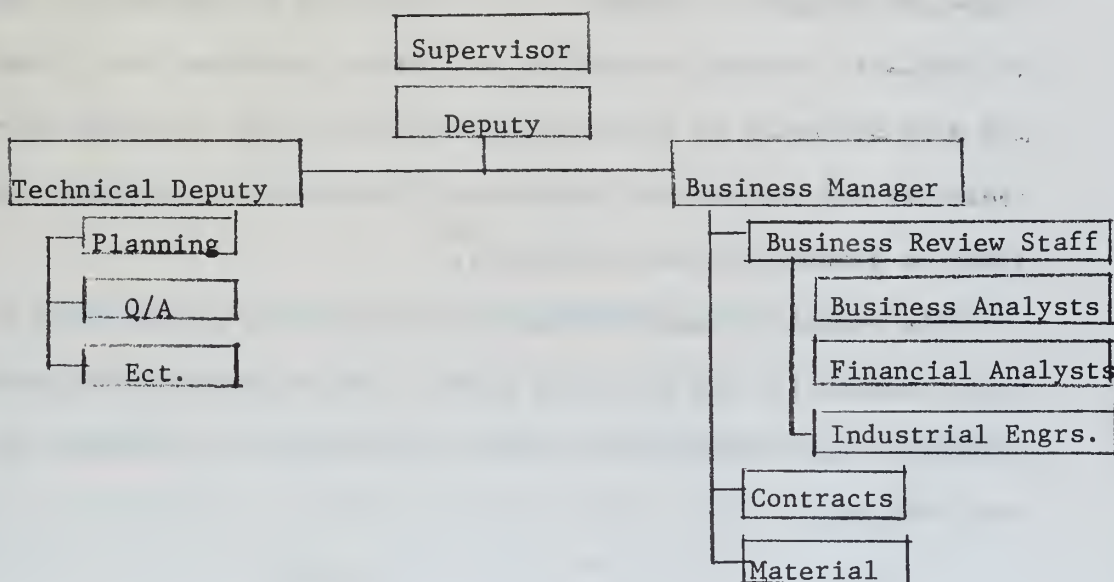 Supervisor
Deputy
Technical Deputy
Planning
Q/A
Ect.
Business Manager
Business Review Staff
Business Analysts
Financial Analysts
Industrial Engrs.
Contracts
Material